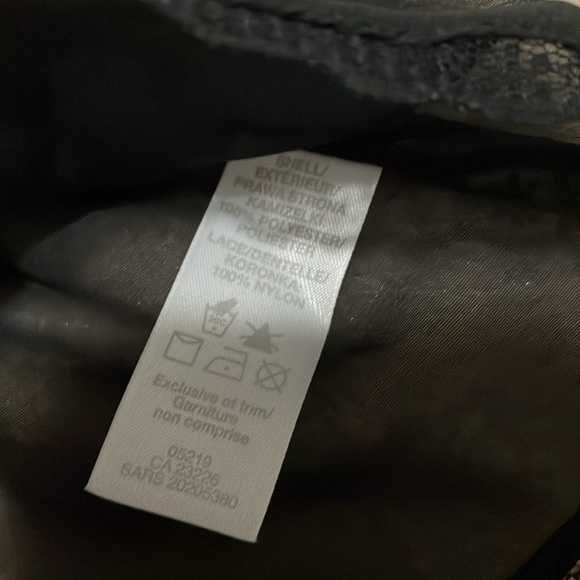 SHELL/
EXTÉRIEUR
PRAWA STRONA
KAMIZELKI
100% POLYESTER/
POLIESTER
LACE/DENTELLE/
KORONKA
100% NYLON
Exclusive of trim/
Garniture
non comprise
05219
CA 23226
SARS 20205380